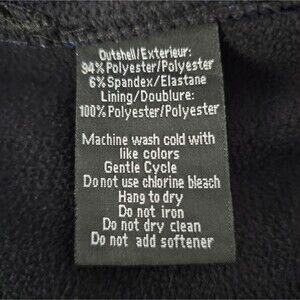 Outshell/Exterieur:
94% Polyester/Polyester
6% Spandex/Elastane
Lining/Doublure:
100% Polyester/Polyester
Machine wash cold with
like colors
Gentle Cycle
Do not use chlorine bleach
Hang to dry
Do not iron
Do not dry clean
Do not add softener